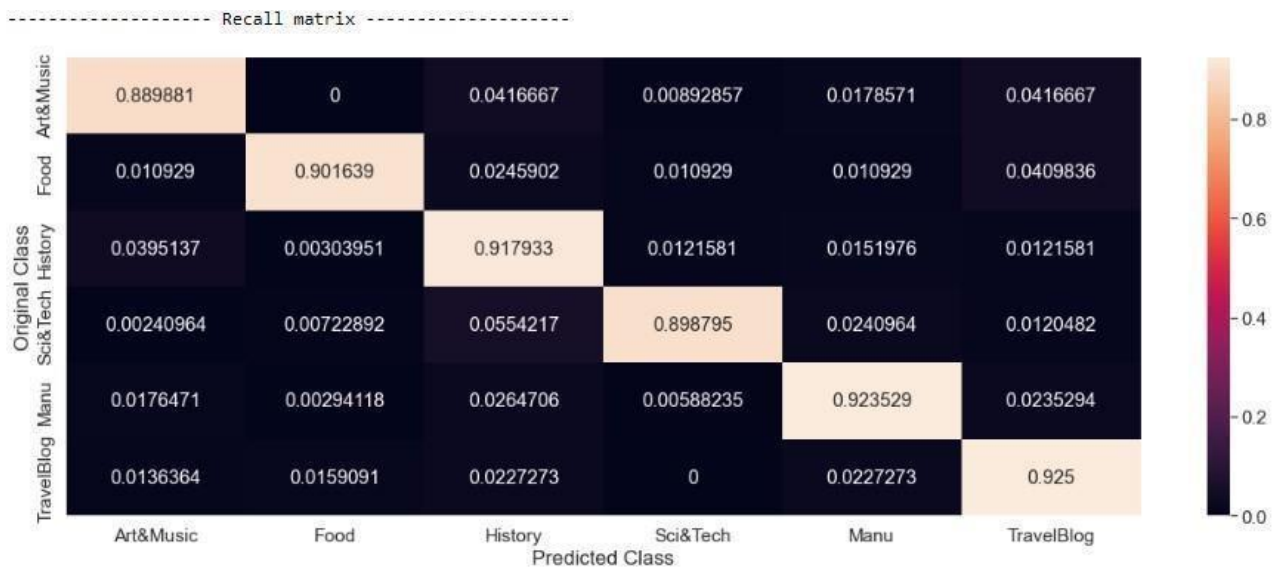 -------------------- Recall matrix --------------------
Art&Music 0.889881 0 0.0416667 0.00892857 0.0178571 0.0416667
Food 0.010929 0.901639 0.0245902 0.010929 0.010929 0.0409836
History 0.0395137 0.00303951 0.917933 0.0121581 0.0151976 0.0121581
Sci&Tech 0.00240964 0.00722892 0.0554217 0.898795 0.0240964 0.0120482
Manu 0.0176471 0.00294118 0.0264706 0.00588235 0.923529 0.0235294
TravelBlog 0.0136364 0.0159091 0.0227273 0 0.0227273 0.925
Original Class
Art&Music Food History Sci&Tech Manu TravelBlog
Predicted Class
0.8
0.6
0.4
0.2
0.0